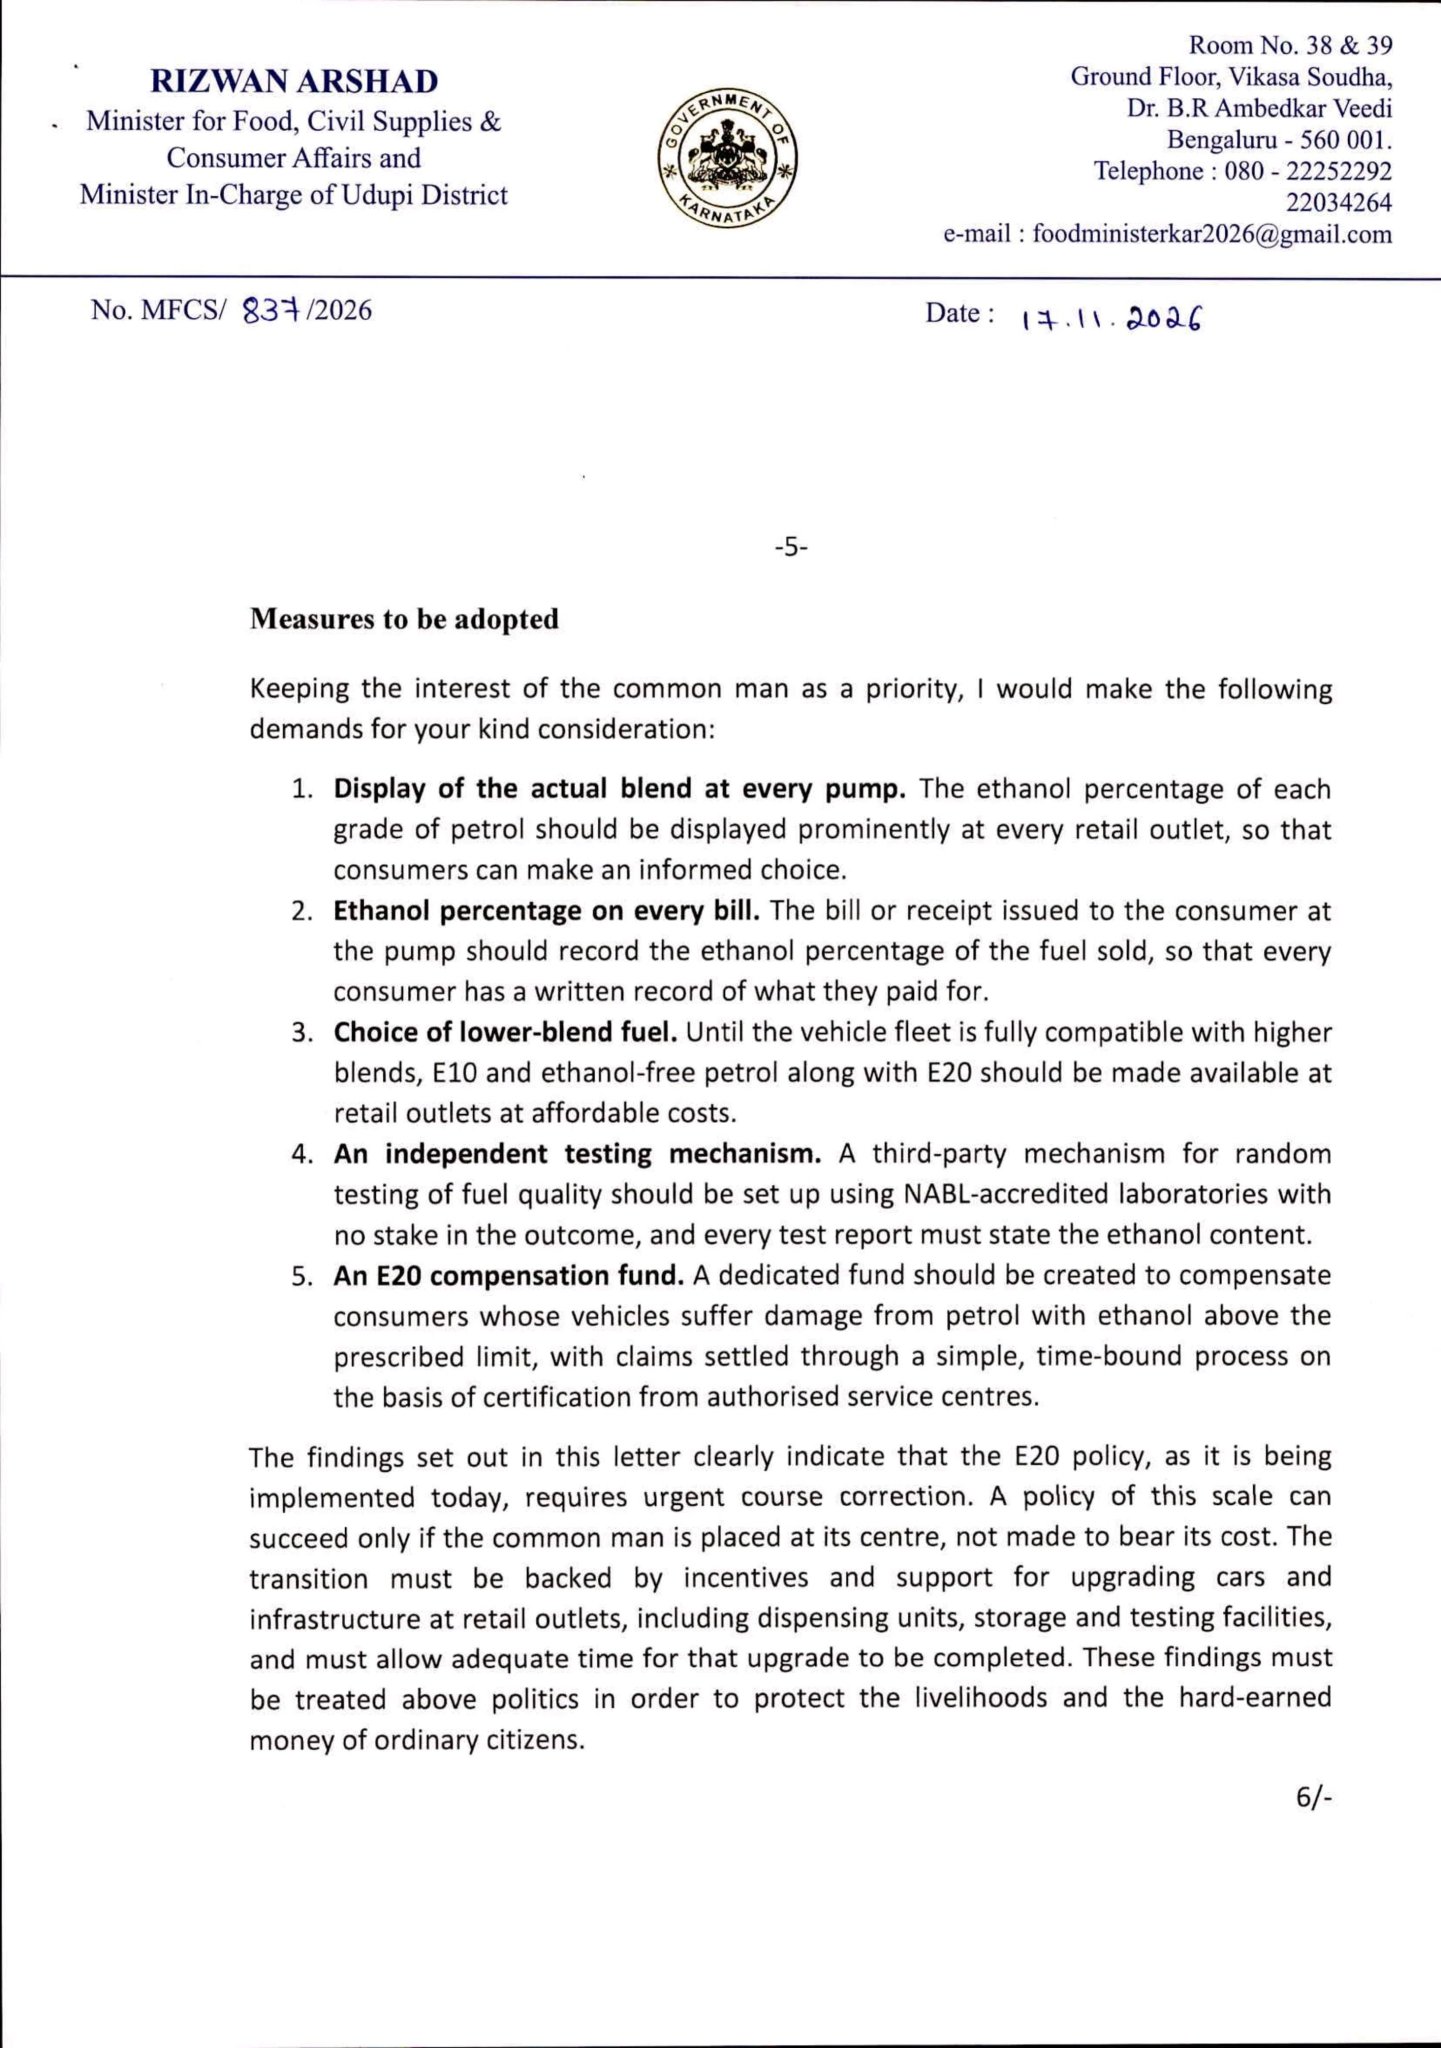 RIZWAN ARSHAD
Minister for Food, Civil Supplies &
Consumer Affairs and
Minister In-Charge of Udupi District
GOVERNMENT OF
KARNATAKA
Room No. 38 & 39
Ground Floor, Vikasa Soudha,
Dr. B.R Ambedkar Veedi
Bengaluru - 560 001.
Telephone : 080 - 22252292
22034264
e-mail : foodministerkar2026@gmail.com
No. MFCS/ 837 /2026
Date : 17.11.2026
-5-
Measures to be adopted
Keeping the interest of the common man as a priority, I would make the following
demands for your kind consideration:
1. Display of the actual blend at every pump. The ethanol percentage of each
grade of petrol should be displayed prominently at every retail outlet, so that
consumers can make an informed choice.
2. Ethanol percentage on every bill. The bill or receipt issued to the consumer at
the pump should record the ethanol percentage of the fuel sold, so that every
consumer has a written record of what they paid for.
3. Choice of lower-blend fuel. Until the vehicle fleet is fully compatible with higher
blends, E10 and ethanol-free petrol along with E20 should be made available at
retail outlets at affordable costs.
4. An independent testing mechanism. A third-party mechanism for random
testing of fuel quality should be set up using NABL-accredited laboratories with
no stake in the outcome, and every test report must state the ethanol content.
5. An E20 compensation fund. A dedicated fund should be created to compensate
consumers whose vehicles suffer damage from petrol with ethanol above the
prescribed limit, with claims settled through a simple, time-bound process on
the basis of certification from authorised service centres.
The findings set out in this letter clearly indicate that the E20 policy, as it is being
implemented today, requires urgent course correction. A policy of this scale can
succeed only if the common man is placed at its centre, not made to bear its cost. The
transition must be backed by incentives and support for upgrading cars and
infrastructure at retail outlets, including dispensing units, storage and testing facilities,
and must allow adequate time for that upgrade to be completed. These findings must
be treated above politics in order to protect the livelihoods and the hard-earned
money of ordinary citizens.
6/-